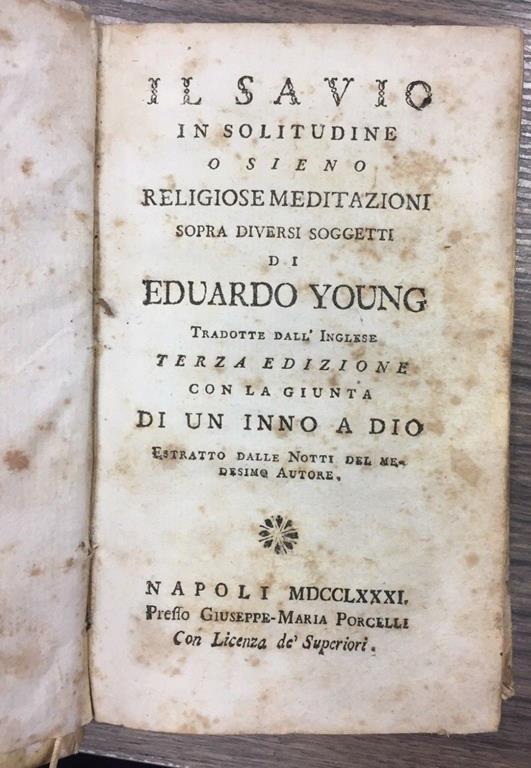 IL SAVIO
IN SOLITUDINE
O SIENO
RELIGIOSE MEDITAZIONI
SOPRA DIVERSI SOGGETTI
DI
EDUARDO YOUNG
TRADOTTE DALL' INGLESE
TERZA EDIZIONE
CON LA GIUNTA
DI UN INNO A DIO
ESTRATTO DALLE NOTTI DEL ME-
DESIMO AUTORE.
NAPOLI MDCCLXXXI.
Preſſo GIUSEPPE-MARIA PORCELLI
Con Licenza de' Superiori.